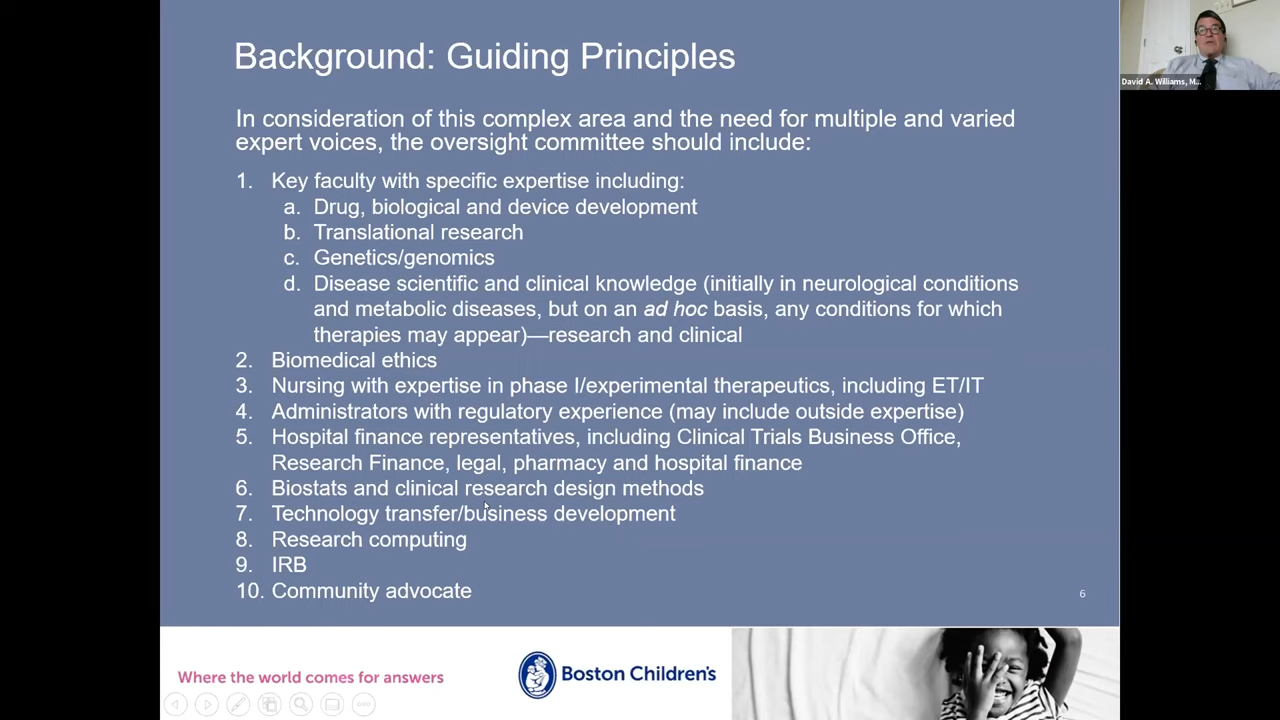 Background: Guiding Principles
In consideration of this complex area and the need for multiple and varied
expert voices, the oversight committee should include:
1. Key faculty with specific expertise including:
a. Drug, biological and device development
b. Translational research
c. Genetics/genomics
d. Disease scientific and clinical knowledge (initially in neurological conditions
and metabolic diseases, but on an ad hoc basis, any conditions for which
therapies may appear)—research and clinical
2. Biomedical ethics
3. Nursing with expertise in phase I/experimental therapeutics, including ET/IT
4. Administrators with regulatory experience (may include outside expertise)
5. Hospital finance representatives, including Clinical Trials Business Office,
Research Finance, legal, pharmacy and hospital finance
6. Biostats and clinical research design methods
7. Technology transfer/business development
8. Research computing
9. IRB
10. Community advocate
6
Where the world comes for answers
Boston Children's
David A. Williams, M...